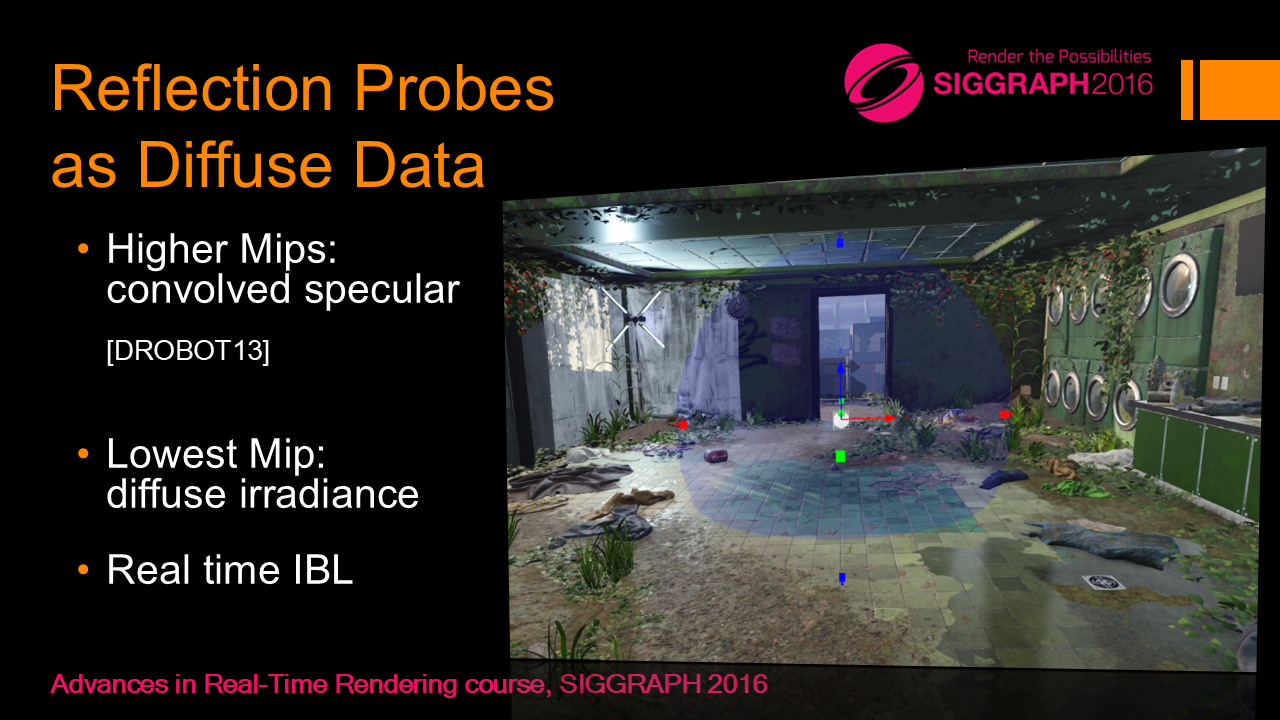 Reflection Probes
as Diffuse Data
Render the Possibilities
SIGGRAPH2016
• Higher Mips:
convolved specular
[DROBOT13]
• Lowest Mip:
diffuse irradiance
• Real time IBL
Advances in Real-Time Rendering course, SIGGRAPH 2016